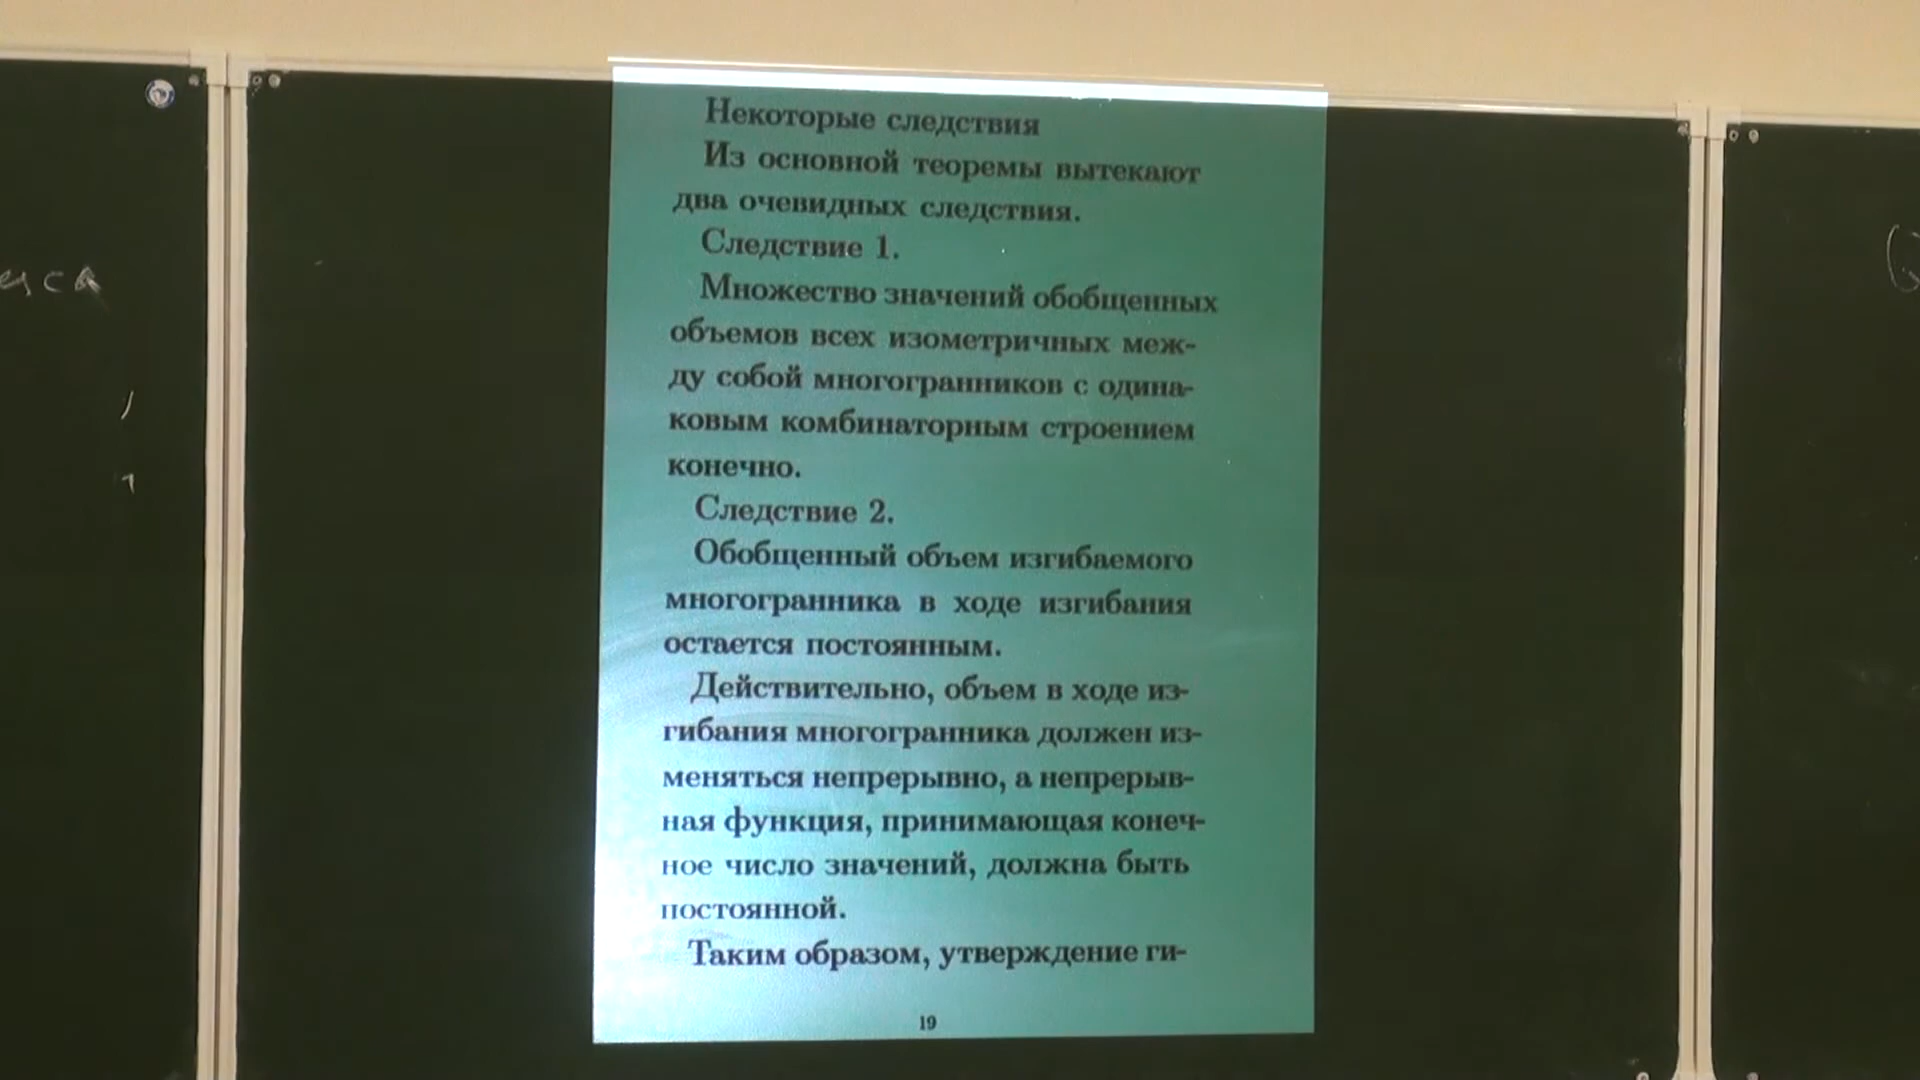 Некоторые следствия
Из основной теоремы вытекают
два очевидных следствия.
Следствие 1.
Множество значений обобщенных
объемов всех изометричных меж-
ду собой многогранников с одина-
ковым комбинаторным строением
конечно.
Следствие 2.
Обобщенный объем изгибаемого
многогранника в ходе изгибания
остается постоянным.
Действительно, объем в ходе из-
гибания многогранника должен из-
меняться непрерывно, а непрерыв-
ная функция, принимающая конеч-
ное число значений, должна быть
постоянной.
Таким образом, утверждение ги-
19